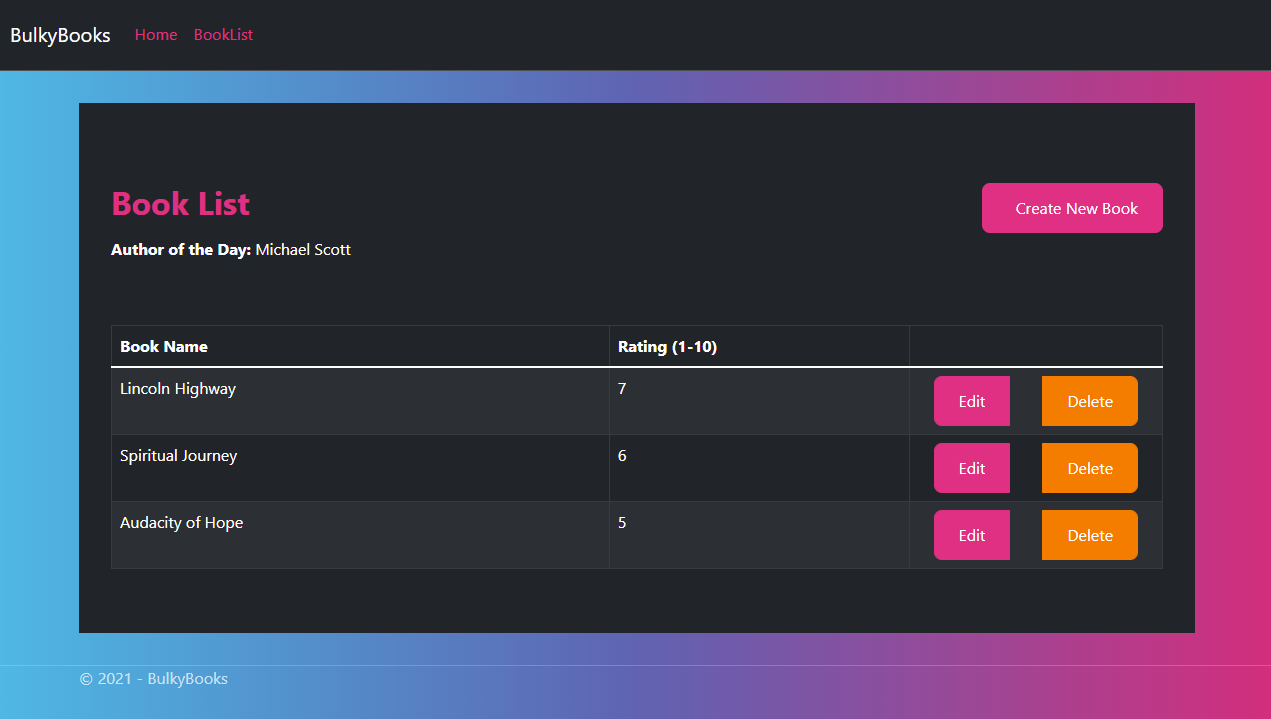 BulkyBooks Home BookList
Book List
Create New Book
Author of the Day: Michael Scott
Book Name Rating (1-10)
Lincoln Highway 7 Edit Delete
Spiritual Journey 6 Edit Delete
Audacity of Hope 5 Edit Delete
© 2021 - BulkyBooks